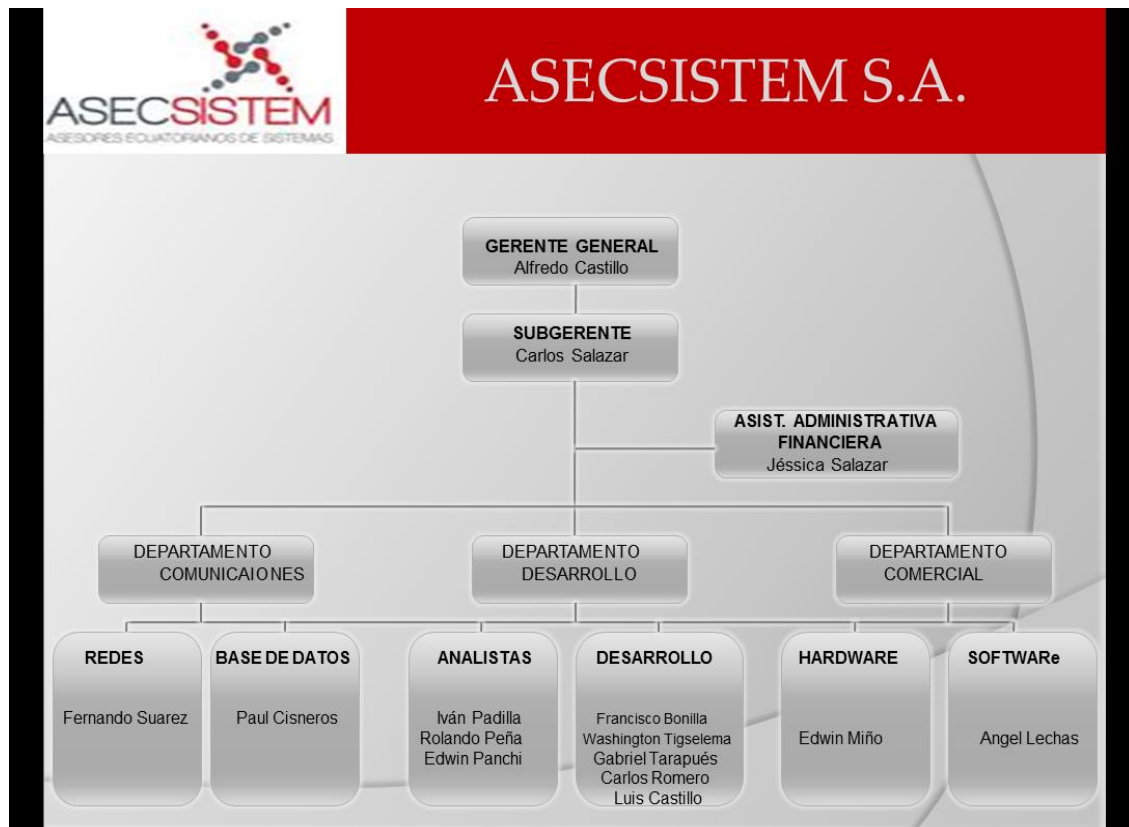 ASECSISTEM
ASESORES ECUATORIANOS DE SISTEMAS
ASECSISTEM S.A.
GERENTE GENERAL
Alfredo Castillo
SUBGERENTE
Carlos Salazar
ASIST. ADMINISTRATIVA
FINANCIERA
Jéssica Salazar
DEPARTAMENTO
COMUNICAIONES
DEPARTAMENTO
DESARROLLO
DEPARTAMENTO
COMERCIAL
REDES
Fernando Suarez
BASE DE DATOS
Paul Cisneros
ANALISTAS
Iván Padilla
Rolando Peña
Edwin Panchi
DESARROLLO
Francisco Bonilla
Washington Tigselema
Gabriel Tarapués
Carlos Romero
Luis Castillo
HARDWARE
Edwin Miño
SOFTWARe
Angel Lechas